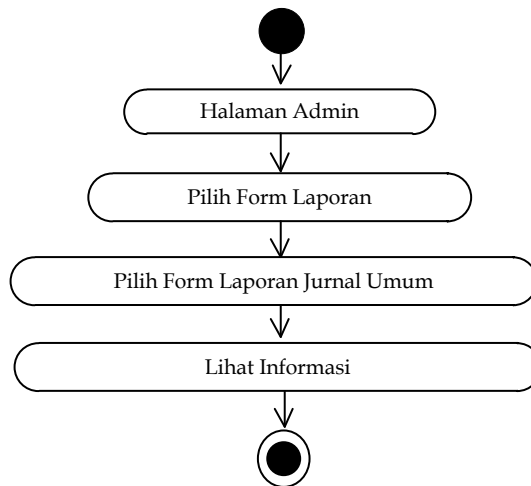 Halaman Admin
Pilih Form Laporan
Pilih Form Laporan Jurnal Umum
Lihat Informasi